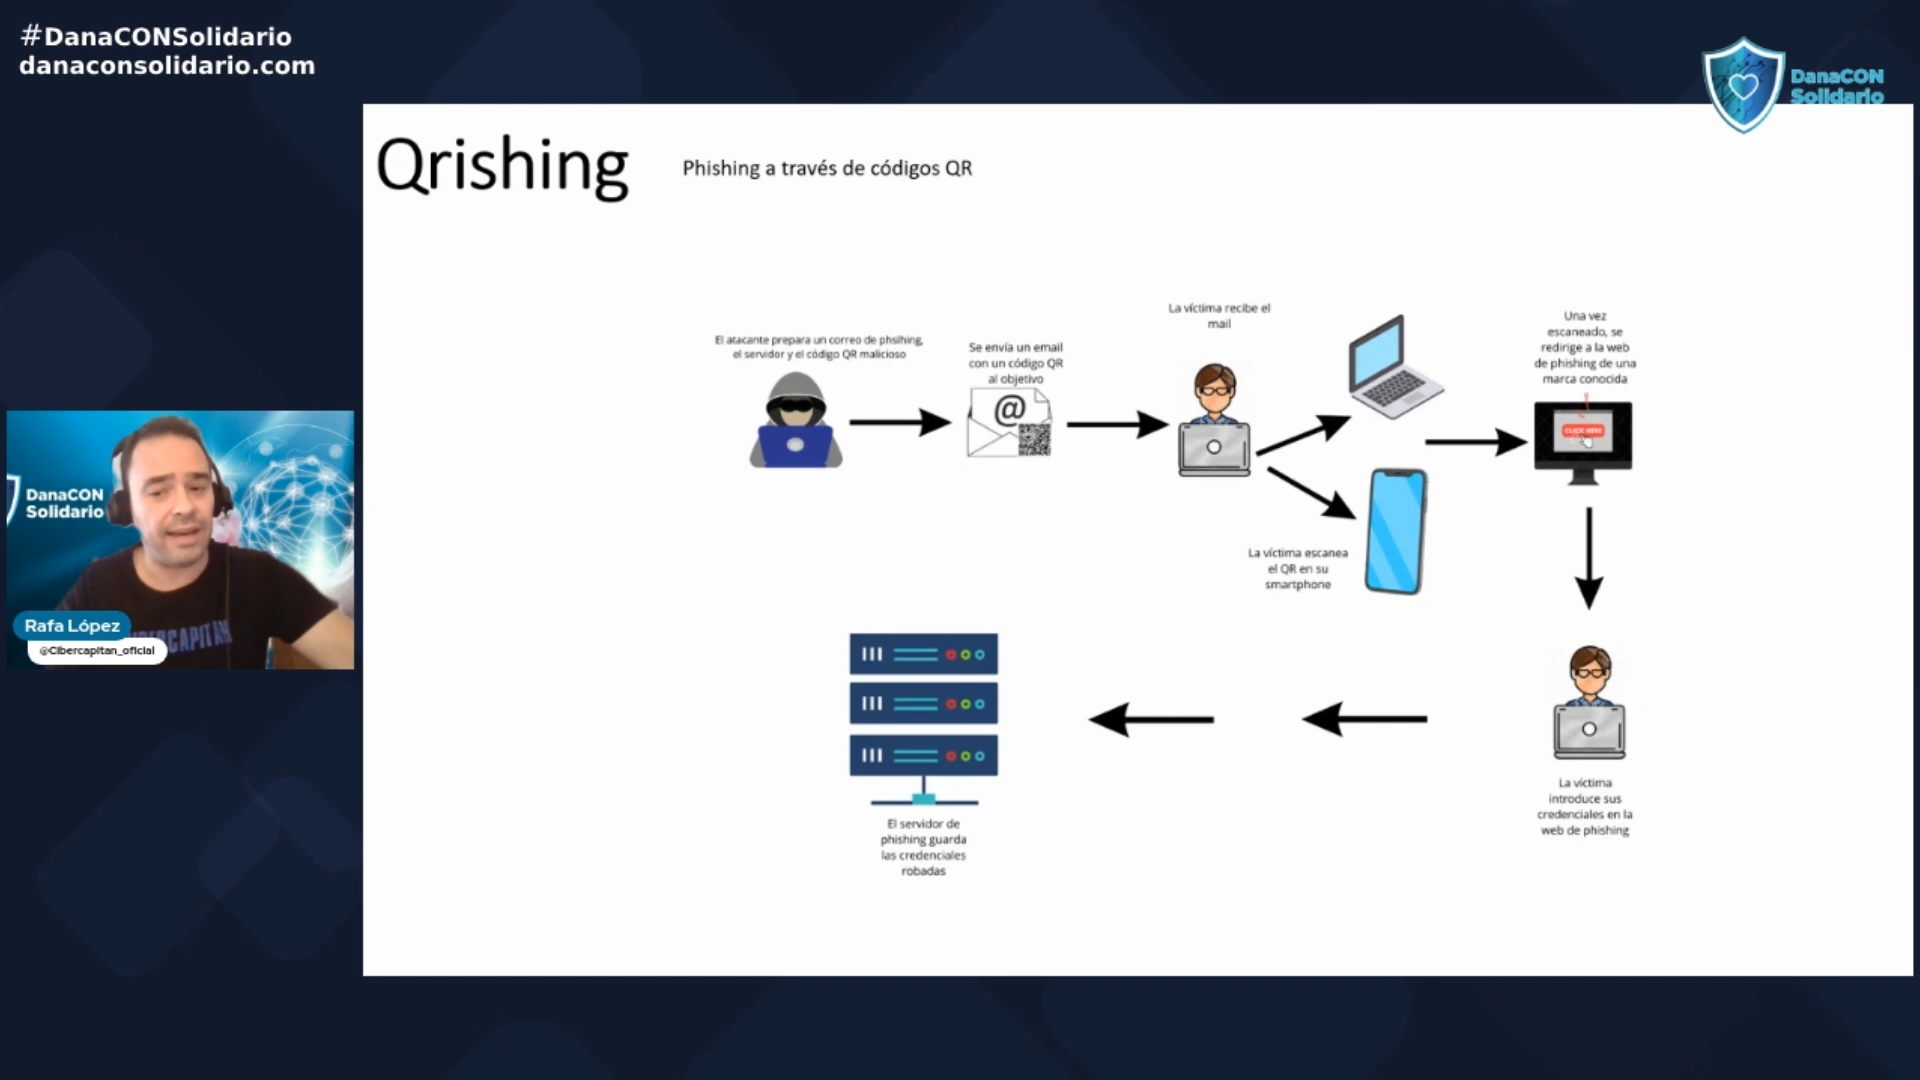 #DanaCONSolidario
danaconsolidario.com
DanaCON
Solidario
Qrishing
Phishing a través de códigos QR
El atacante prepara un correo de phsihing,
el servidor y el código QR malicioso
Se envía un email
con un código QR
al objetivo
@
La víctima recibe el
mail
La víctima escanea
el QR en su
smartphone
Una vez
escaneado, se
redirige a la web
de phishing de una
marca conocida
CLICK HERE
La víctima
introduce sus
credenciales en la
web de phishing
El servidor de
phishing guarda
las credenciales
robadas
DanaCON
Solidario
Rafa López
@Cibercapitan_oficial